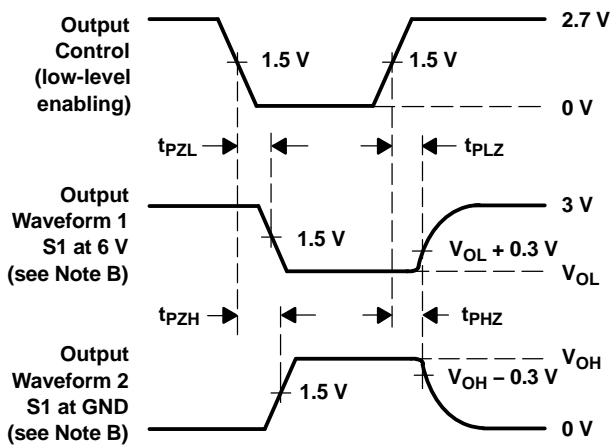 Output
Control
(low-level
enabling)
2.7 V
1.5 V
1.5 V
0 V
tPZL
tPLZ
Output
Waveform 1
S1 at 6 V
(see Note B)
3 V
1.5 V
VOL + 0.3 V
VOL
tPZH
tPHZ
Output
Waveform 2
S1 at GND
(see Note B)
VOH
VOH − 0.3 V
1.5 V
0 V